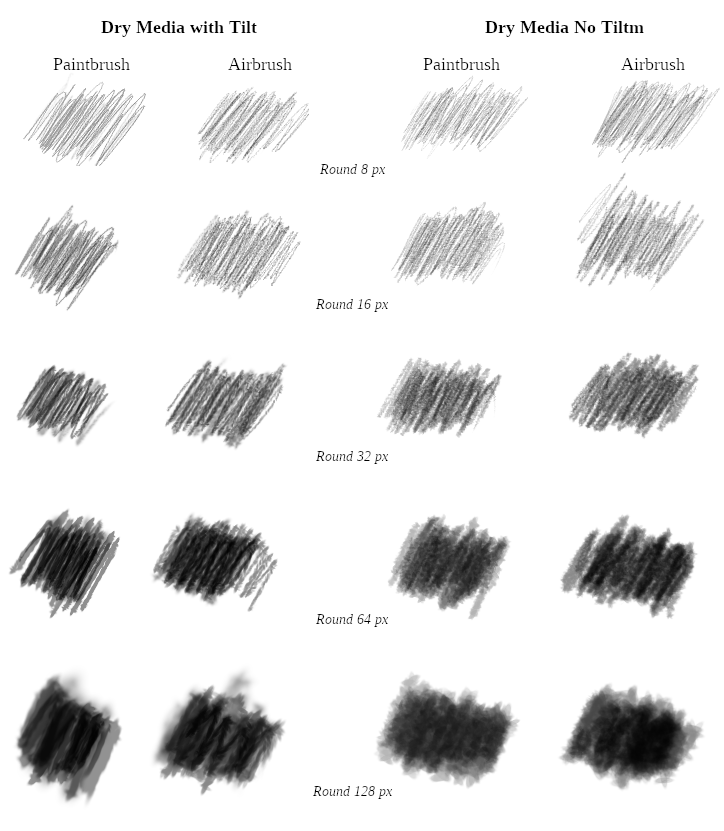 Dry Media with Tilt
Dry Media No Tiltm
Paintbrush Airbrush Paintbrush Airbrush
Round 8 px
Round 16 px
Round 32 px
Round 64 px
Round 128 px